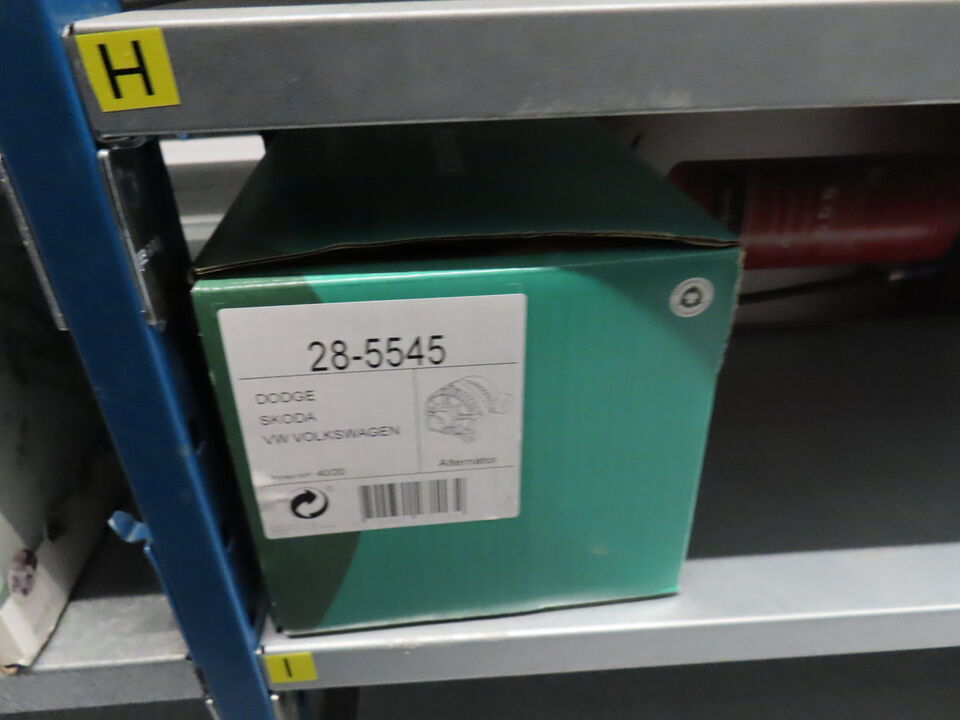 H
28-5545
DODGE
SKODA
VW VOLKSWAGEN
40/20
Alternator
I